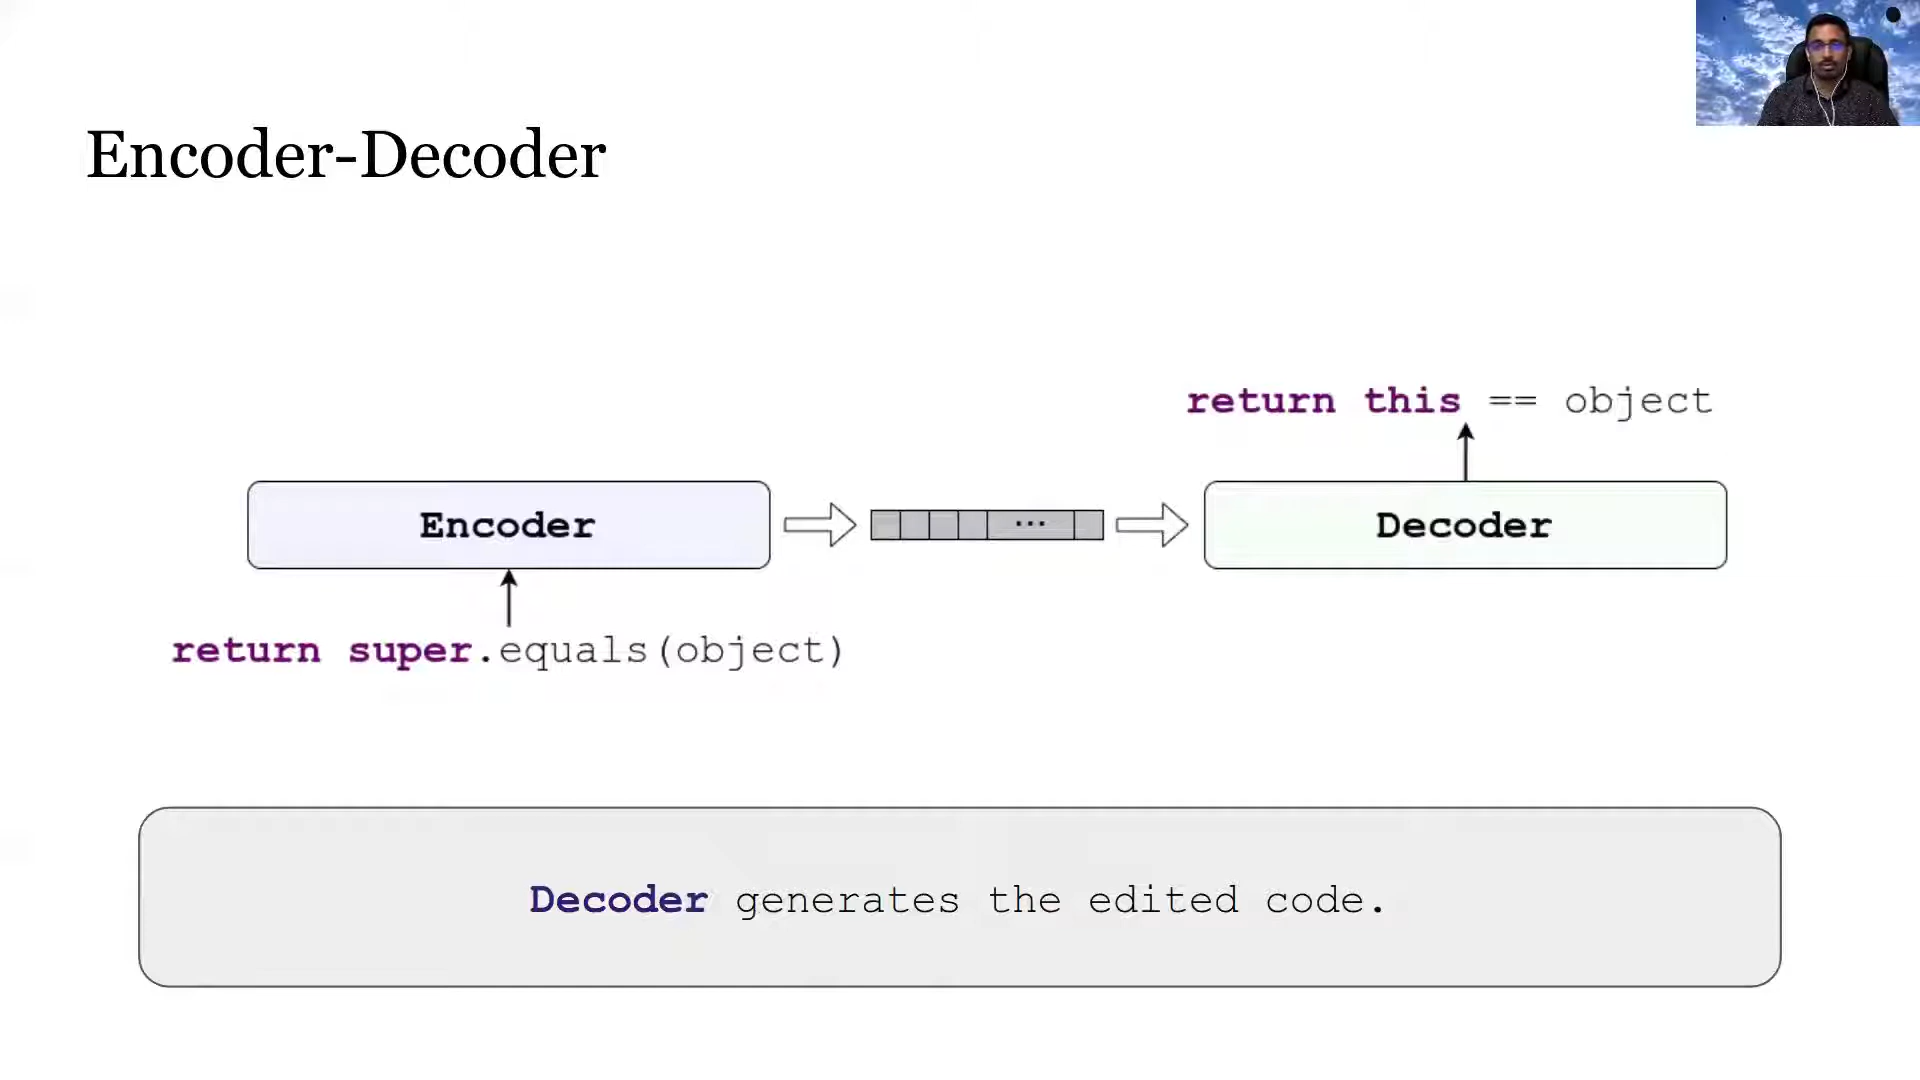 Encoder-Decoder
return this == object
Encoder
...
Decoder
return super.equals(object)
Decoder generates the edited code.